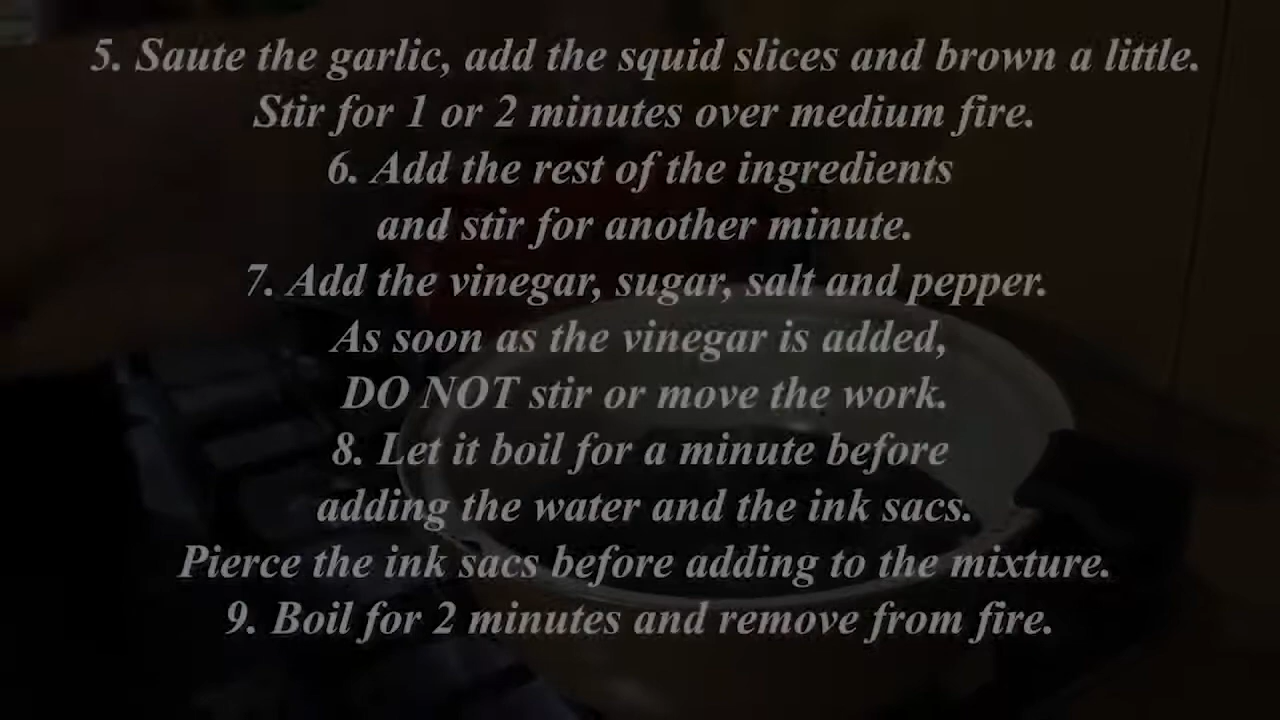 5. Saute the garlic, add the squid slices and brown a little.
Stir for 1 or 2 minutes over medium fire.
6. Add the rest of the ingredients
and stir for another minute.
7. Add the vinegar, sugar, salt and pepper.
As soon as the vinegar is added,
DO NOT stir or move the work.
8. Let it boil for a minute before
adding the water and the ink sacs.
Pierce the ink sacs before adding to the mixture.
9. Boil for 2 minutes and remove from fire.